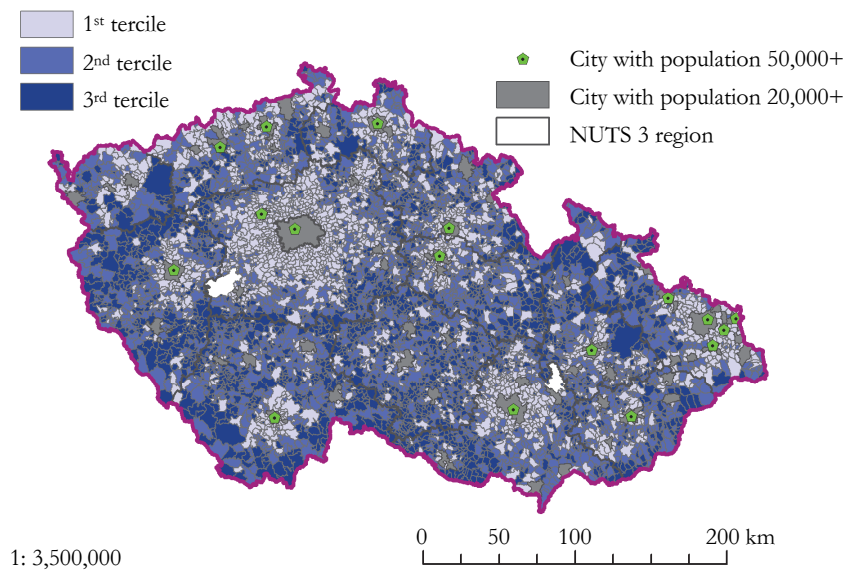 1st tercile
2nd tercile
3rd tercile
City with population 50,000+
City with population 20,000+
NUTS 3 region
0 50 100 200 km
1: 3,500,000